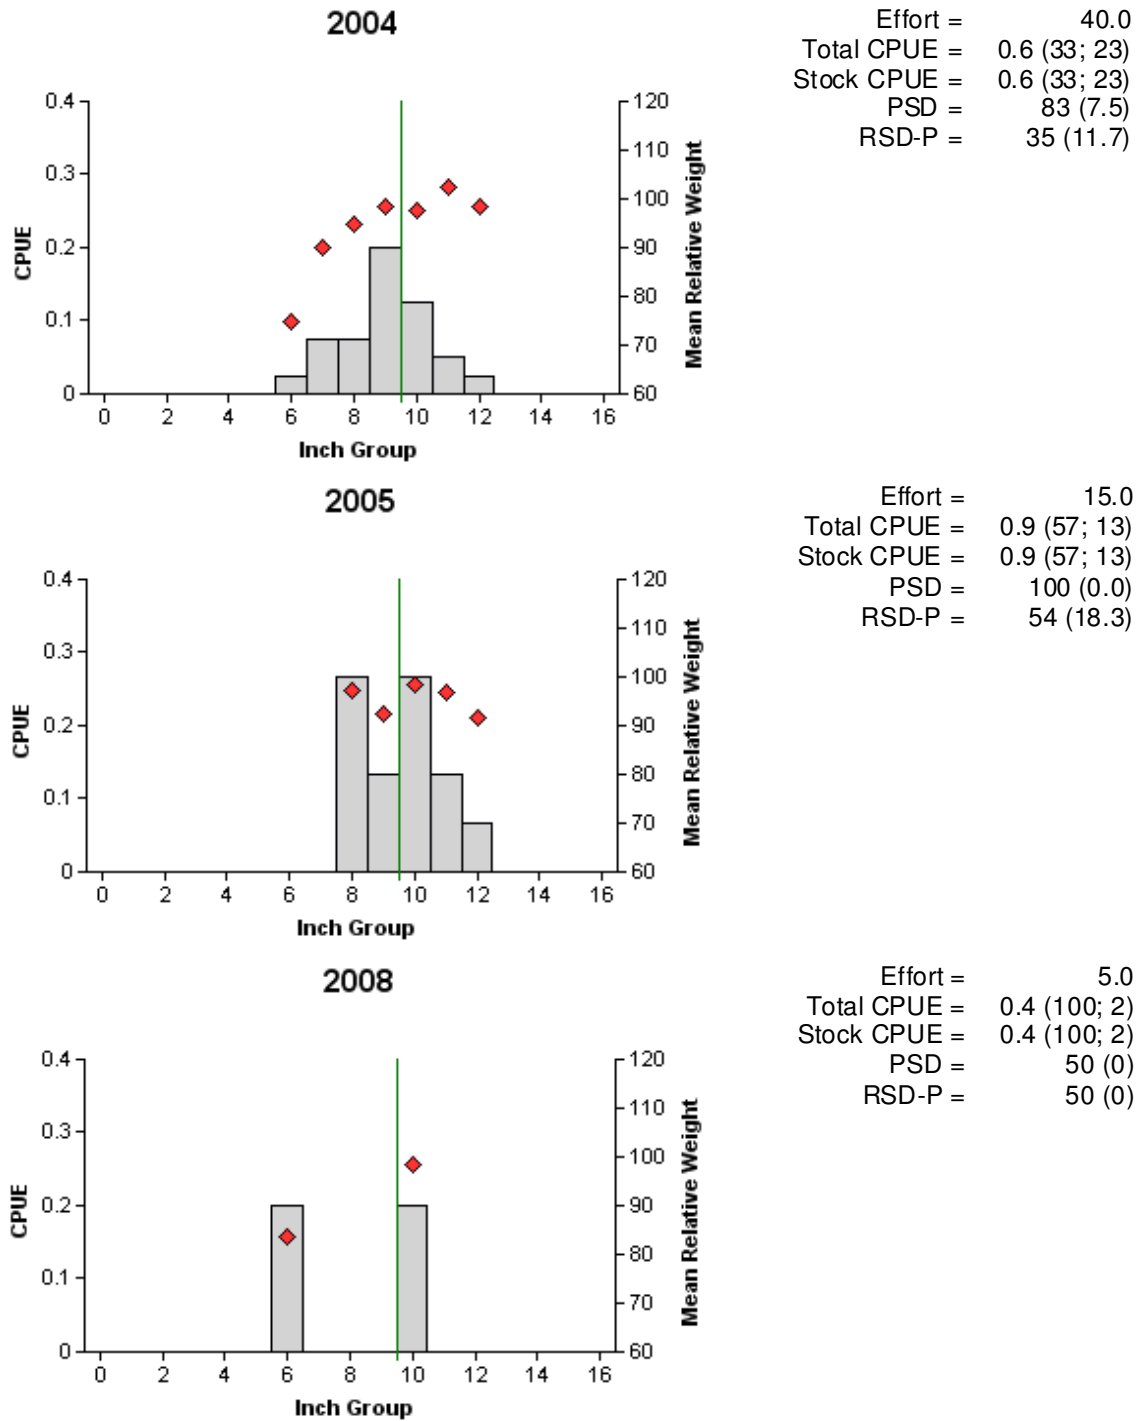 2004
Effort = 40.0
Total CPUE = 0.6 (33; 23)
Stock CPUE = 0.6 (33; 23)
PSD = 83 (7.5)
RSD-P = 35 (11.7)
0.4
0.3
0.2
0.1
0
CPUE
120
110
100
90
80
70
60
Mean Relative Weight
0 2 4 6 8 10 12 14 16
Inch Group
2005
Effort = 15.0
Total CPUE = 0.9 (57; 13)
Stock CPUE = 0.9 (57; 13)
PSD = 100 (0.0)
RSD-P = 54 (18.3)
0.4
0.3
0.2
0.1
0
CPUE
120
110
100
90
80
70
60
Mean Relative Weight
0 2 4 6 8 10 12 14 16
Inch Group
2008
Effort = 5.0
Total CPUE = 0.4 (100; 2)
Stock CPUE = 0.4 (100; 2)
PSD = 50 (0)
RSD-P = 50 (0)
0.4
0.3
0.2
0.1
0
CPUE
120
110
100
90
80
70
60
Mean Relative Weight
0 2 4 6 8 10 12 14 16
Inch Group